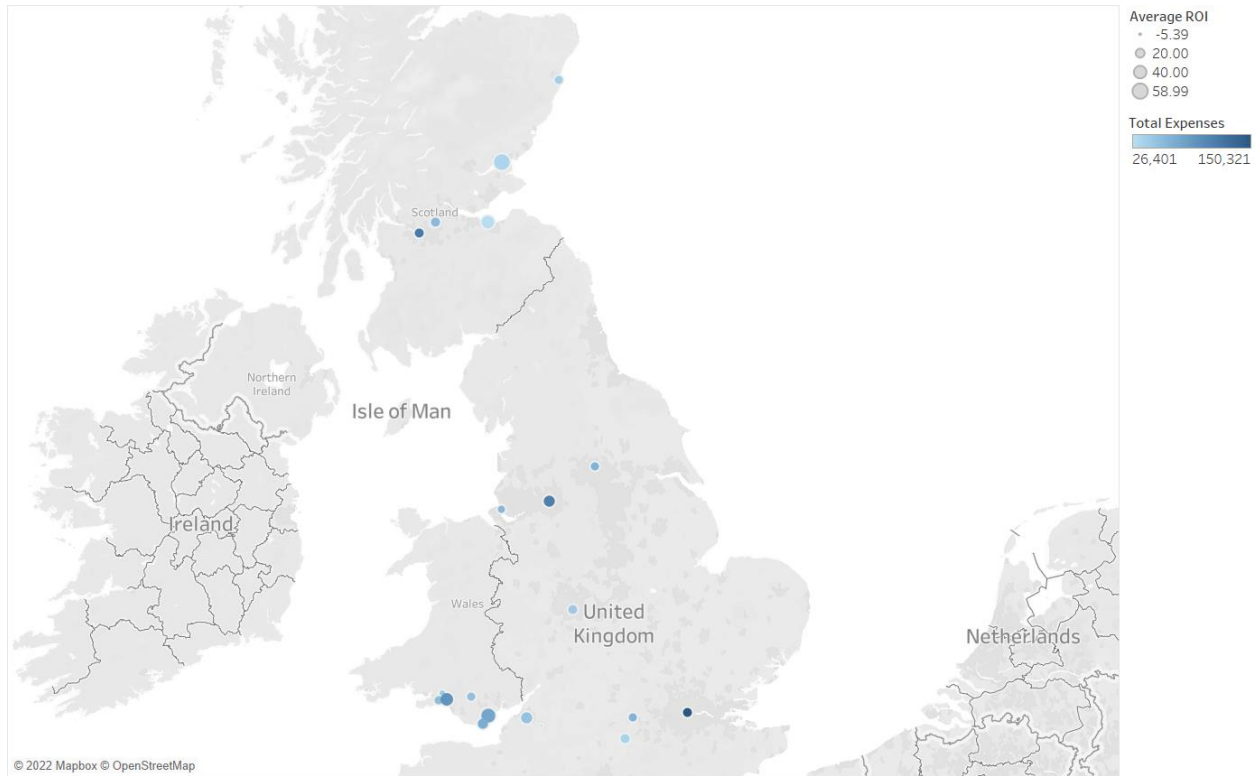 Average ROI
-5.39
20.00
40.00
58.99
Total Expenses
26,401 150,321
Scotland
Northern
Ireland
Isle of Man
Ireland
Wales
United
Kingdom
Netherlands
© 2022 Mapbox © OpenStreetMap